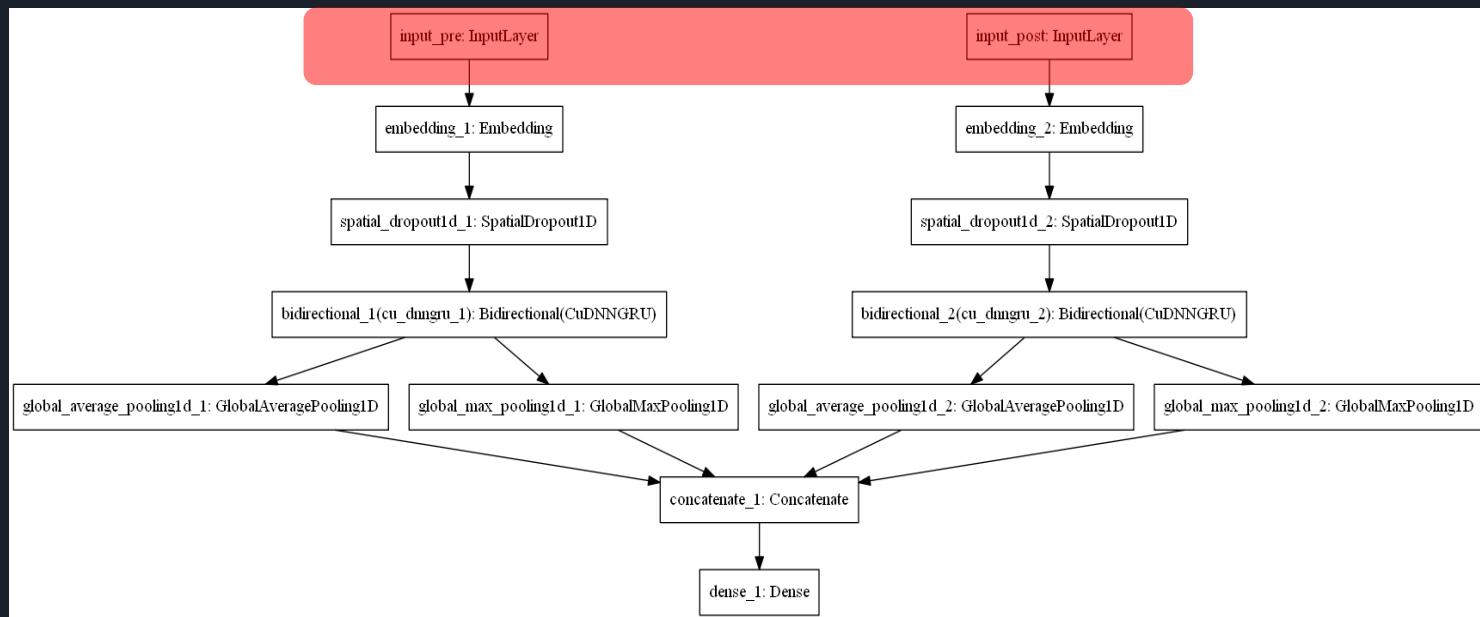 input_pre: InputLayer
input_post: InputLayer
embedding_1: Embedding
embedding_2: Embedding
spatial_dropout1d_1: SpatialDropout1D
spatial_dropout1d_2: SpatialDropout1D
bidirectional_1(cu_dnngru_1): Bidirectional(CuDNNGRU)
bidirectional_2(cu_dnngru_2): Bidirectional(CuDNNGRU)
global_average_pooling1d_1: GlobalAveragePooling1D
global_max_pooling1d_1: GlobalMaxPooling1D
global_average_pooling1d_2: GlobalAveragePooling1D
global_max_pooling1d_2: GlobalMaxPooling1D
concatenate_1: Concatenate
dense_1: Dense